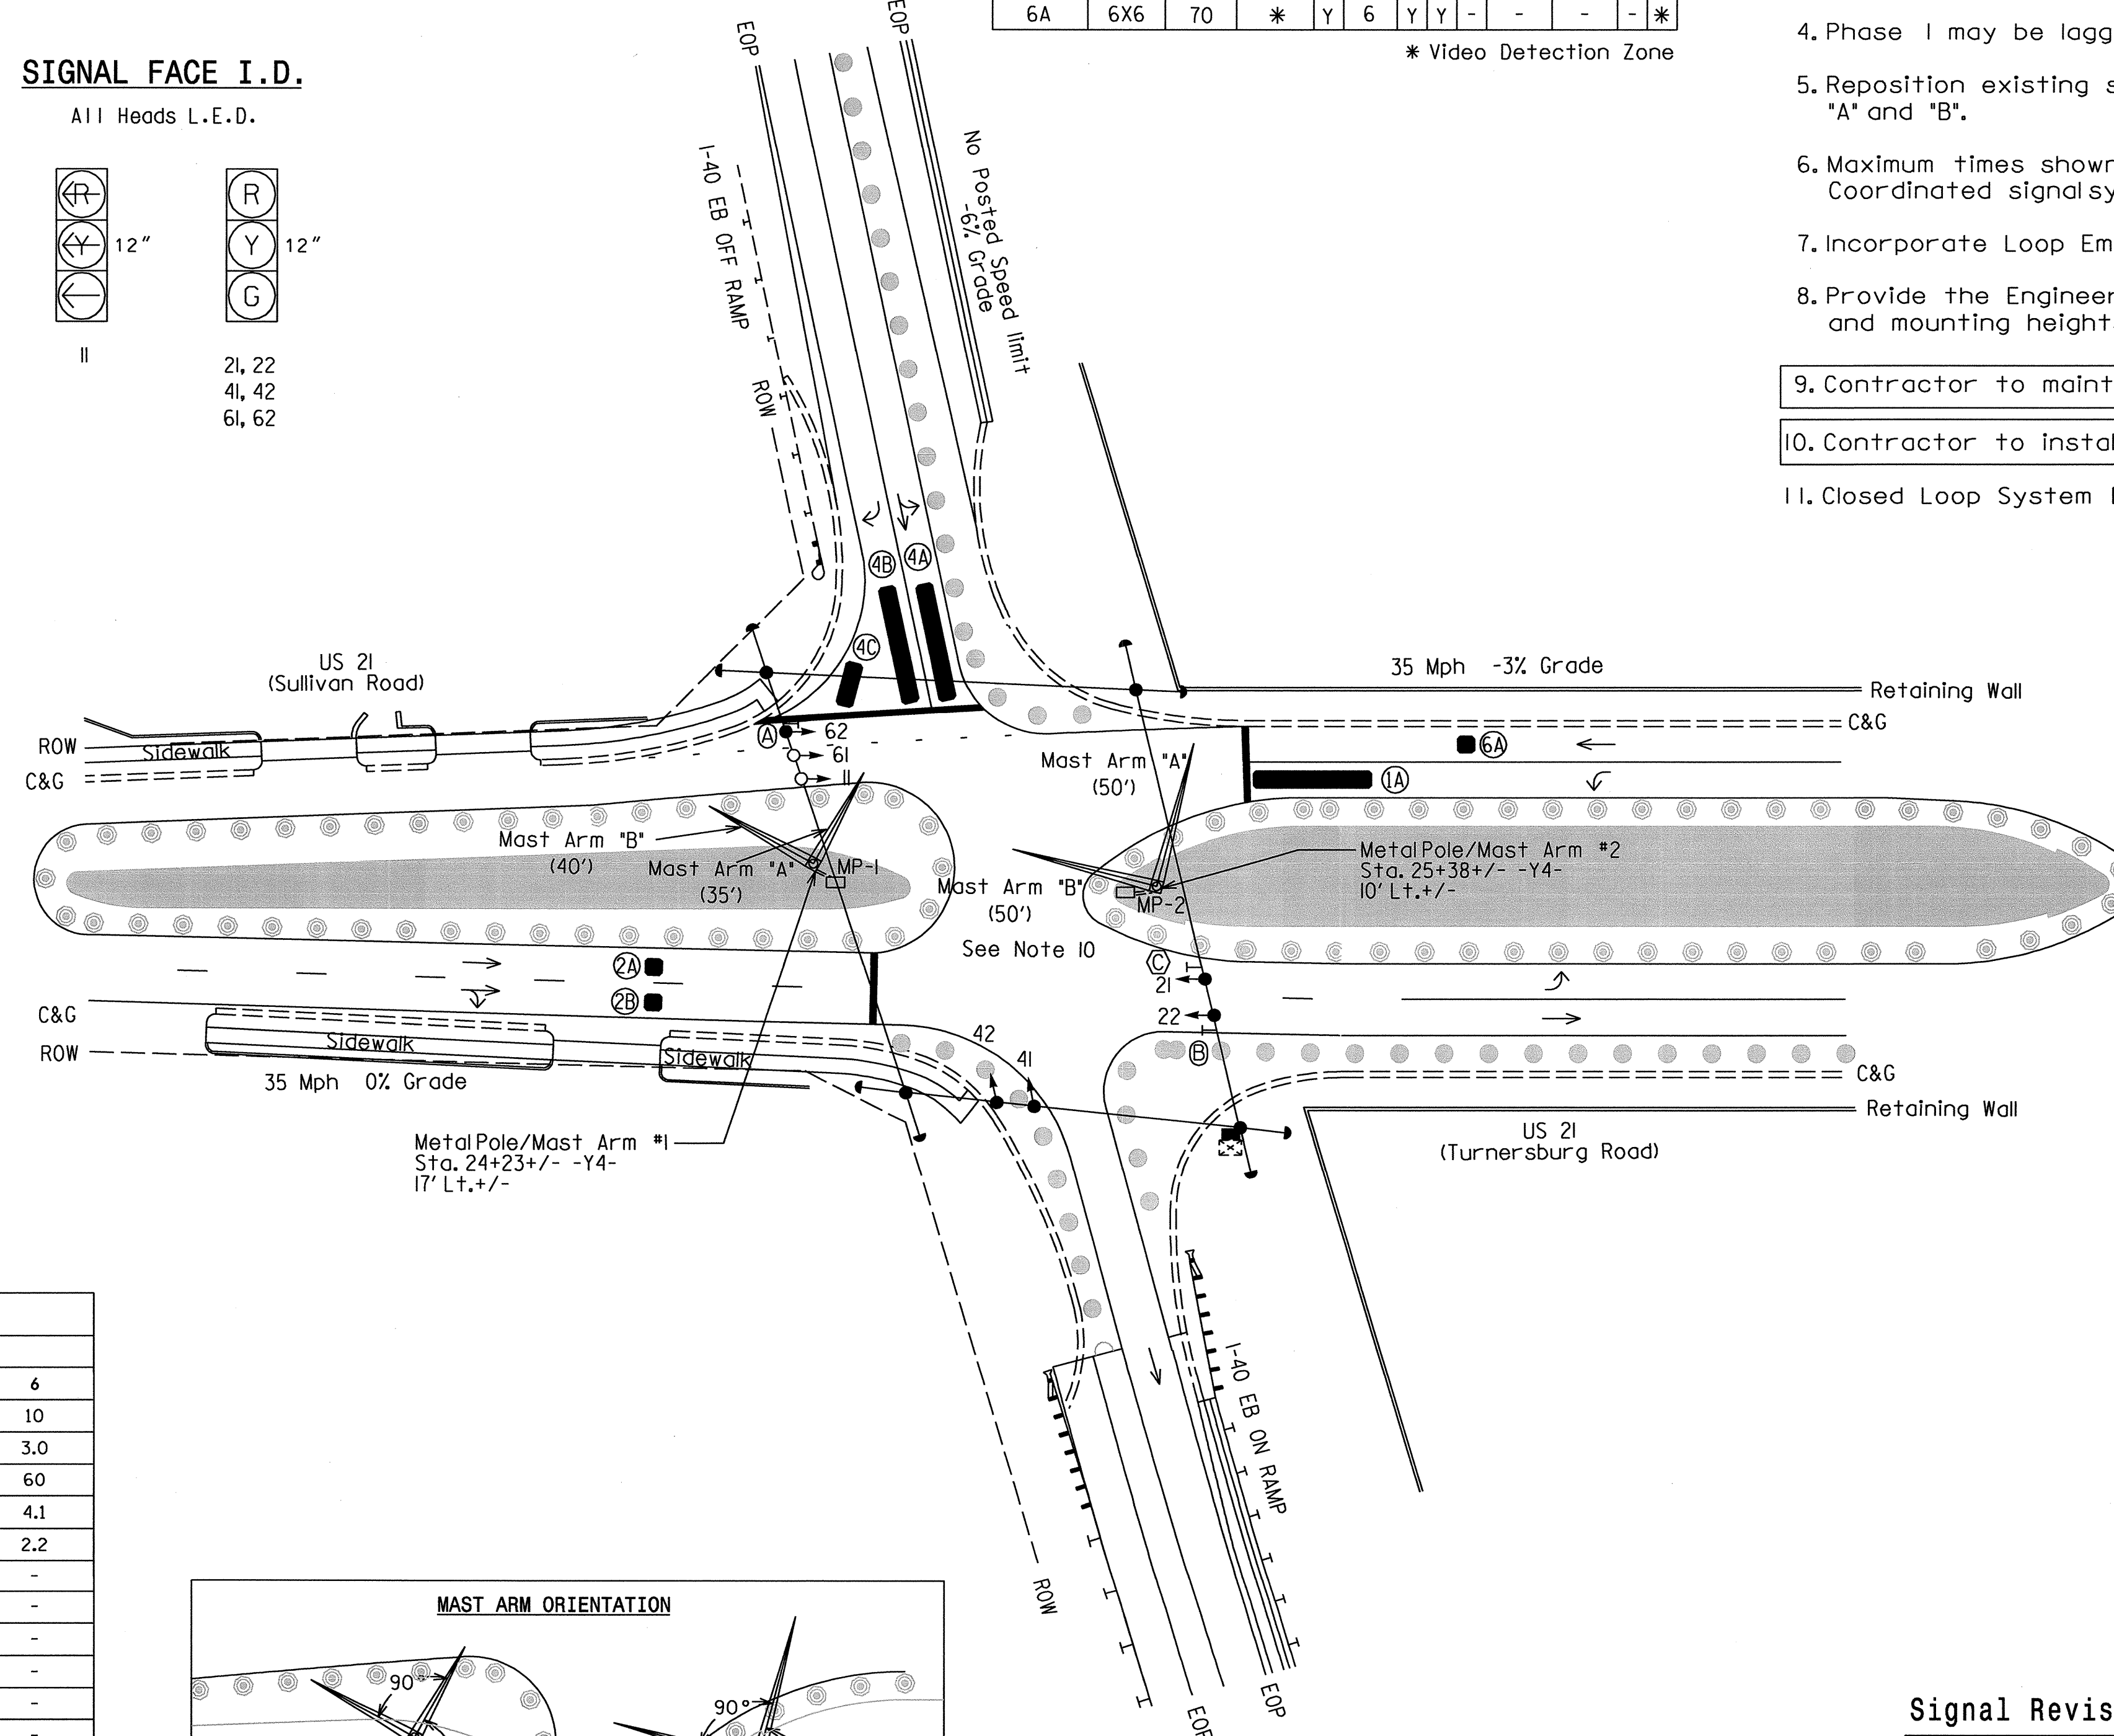 6A 6X6 70 * Y 6 Y Y - - - - *
* Video Detection Zone
SIGNAL FACE I.D.
All Heads L.E.D.
R R
Y 12" Y 12"
G
11
21, 22
41, 42
61, 62
4. Phase 1 may be lagg
5. Reposition existing s
"A" and "B".
6. Maximum times shown
Coordinated signal sy
7. Incorporate Loop Em
8. Provide the Engineer
and mounting height
9. Contractor to maint
10. Contractor to instal
11. Closed Loop System
EOP
EOP
I-40 EB OFF RAMP
ROW
No Posted Speed limit
-6% Grade
4B
4A
4C
US 21
(Sullivan Road)
ROW
Sidewalk
C&G
A
62
61
11
35 Mph -3% Grade
Retaining Wall
C&G
6A
1A
Mast Arm "A"
(50')
Mast Arm "B"
(40')
Mast Arm "A"
(35')
MP-1
Mast Arm "B"
(50')
MP-2
Metal Pole/Mast Arm #2
Sta. 25+38+/- -Y4-
10' Lt.+/-
See Note 10
C
21
22
B
2A
2B
C&G
ROW
Sidewalk
Sidewalk
35 Mph 0% Grade
42
41
C&G
Retaining Wall
US 21
(Turnersburg Road)
Metal Pole/Mast Arm #1
Sta. 24+23+/- -Y4-
17' Lt.+/-
I-40 EB ON RAMP
ROW
EOP
EOP
6
10
3.0
60
4.1
2.2
-
-
-
-
-
-
MAST ARM ORIENTATION
90°
90°
Signal Revis